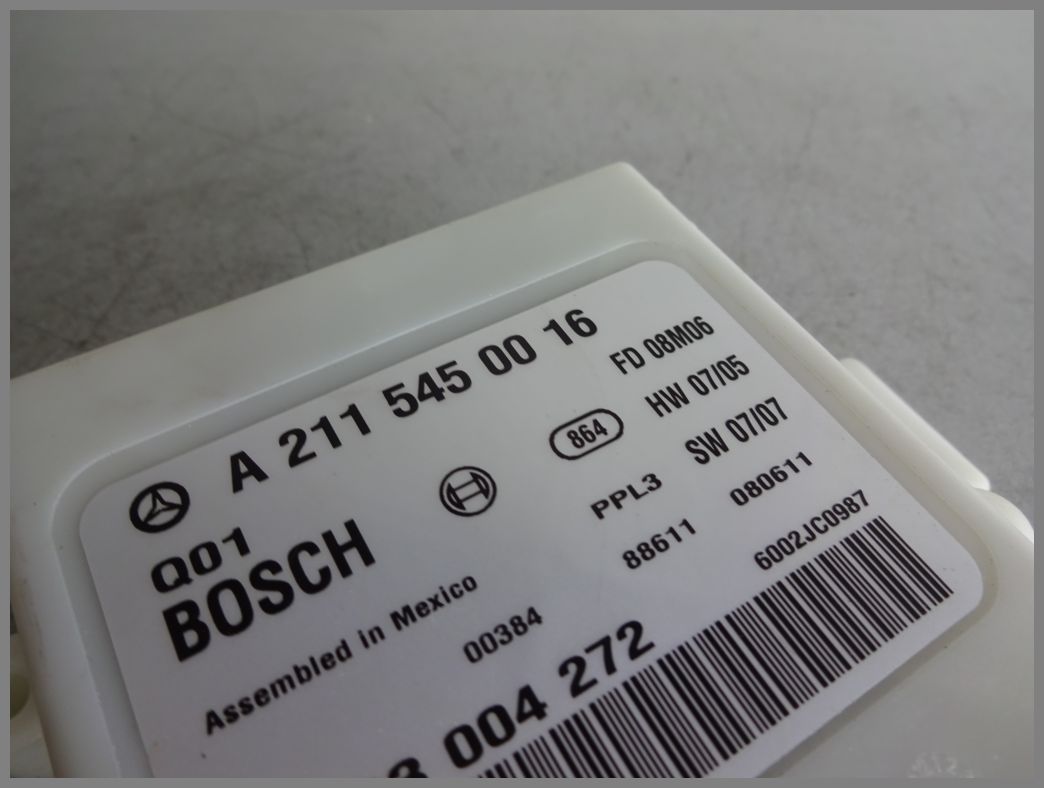 A 211 545 00 16
FD 08M06
864
HW 07/05
Q01
PPL3
SW 07/07
BOSCH
88611
080611
Assembled in Mexico
00384
6002JC0987
004 272